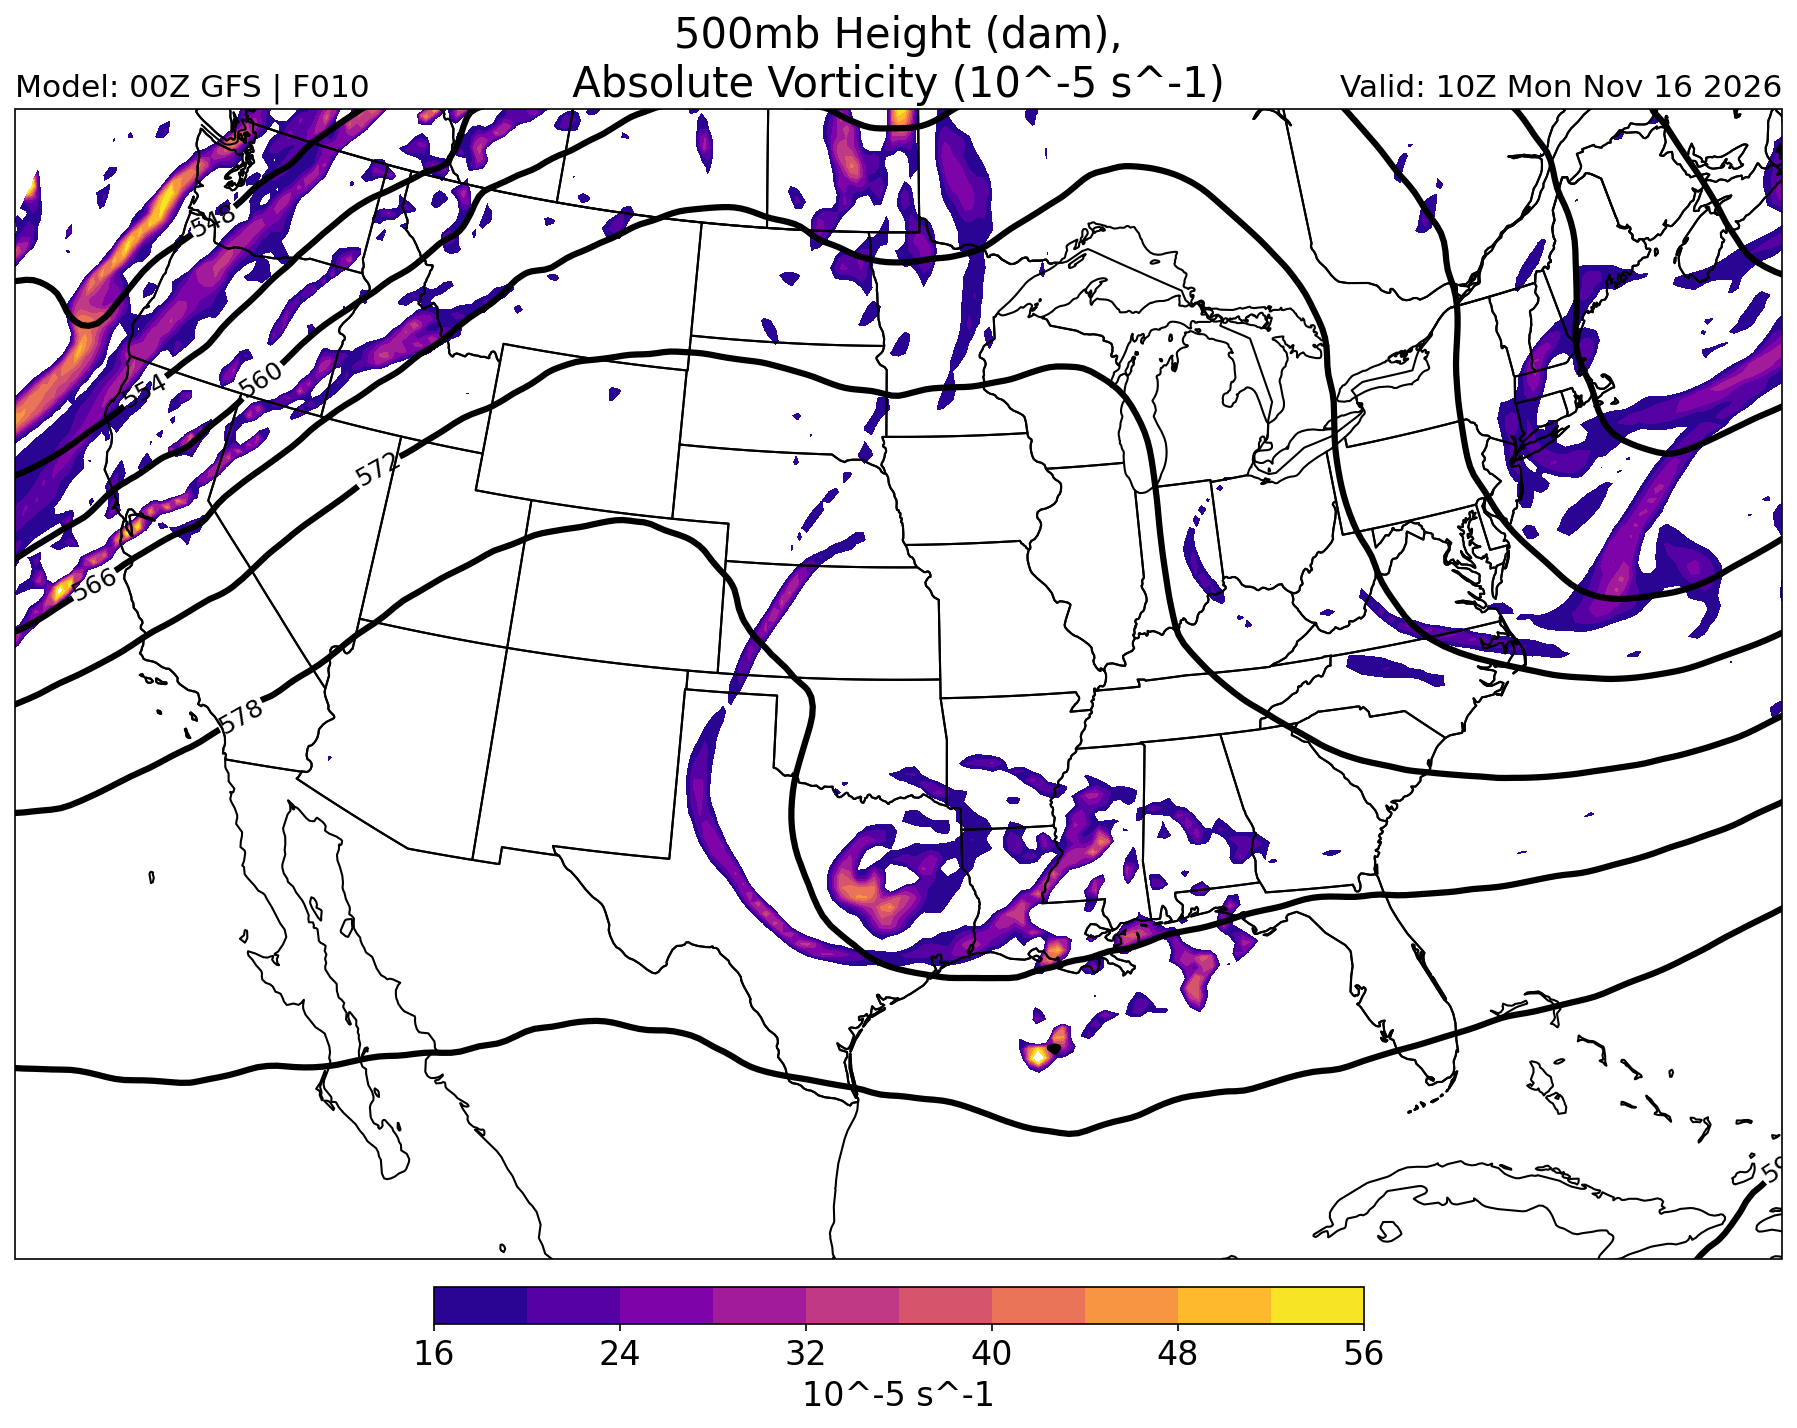 500mb Height (dam),
Absolute Vorticity (10^-5 s^-1)
Model: 00Z GFS | F010
Valid: 10Z Mon Nov 16 2026
548
554
560
566
572
578
16 24 32 40 48 56
10^-5 s^-1